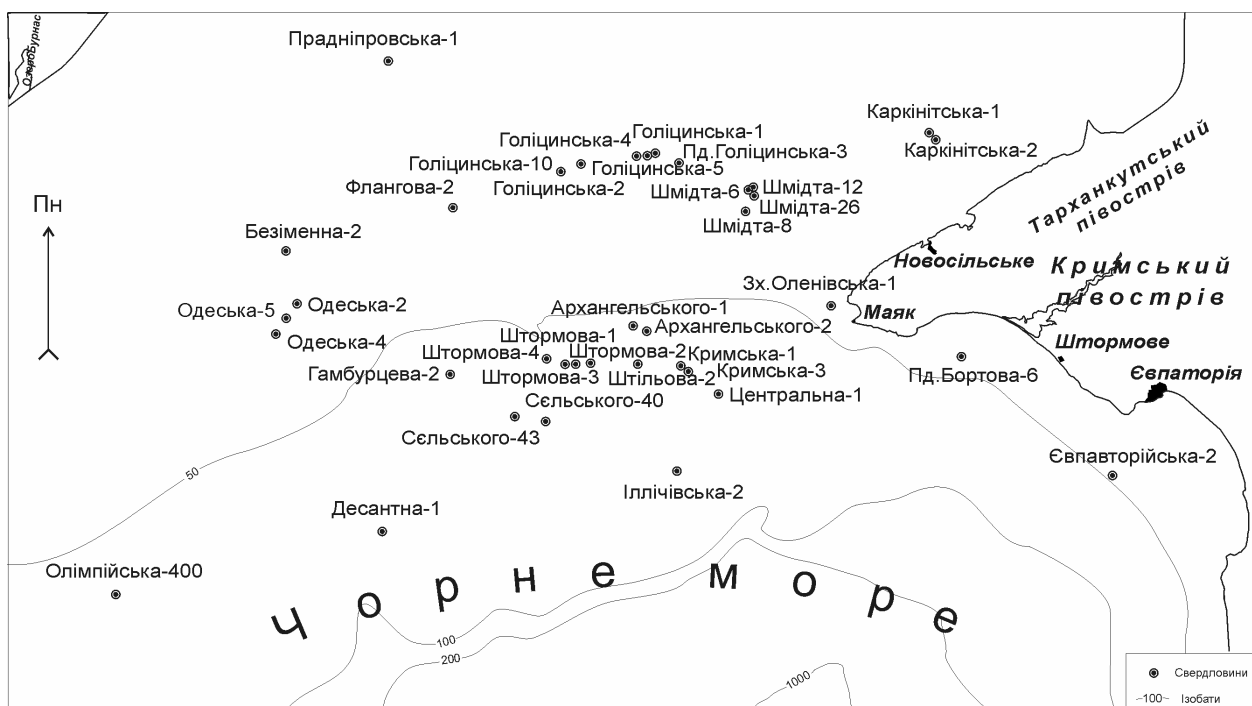 Озеро Бурнас
Прадніпровська-1
Каркінітська-1
Каркінітська-2
Голіцинська-4
Голіцинська-1
Пд.Голіцинська-3
Голіцинська-10
Голіцинська-5
Голіцинська-2
Флангова-2
Шмідта-6
Шмідта-12
Шмідта-26
Шмідта-8
Тарханкутський
півострів
Пн
Безіменна-2
Новосільське
Кримський
півострів
Зх.Оленівська-1
Маяк
Одеська-2
Одеська-5
Одеська-4
Архангельського-1
Архангельського-2
Штормова-1
Штормова-4
Штормова-2
Кримська-1
Штормове
Гамбурцева-2
Штормова-3
Штільова-2
Кримська-3
Пд.Бортова-6
Євпаторія
Сєльського-40
Центральна-1
Сєльського-43
Євпавторійська-2
50
Іллічівська-2
Десантна-1
Олімпійська-400
Чорне море
100
200
1000
Свердловини
100 Ізобати